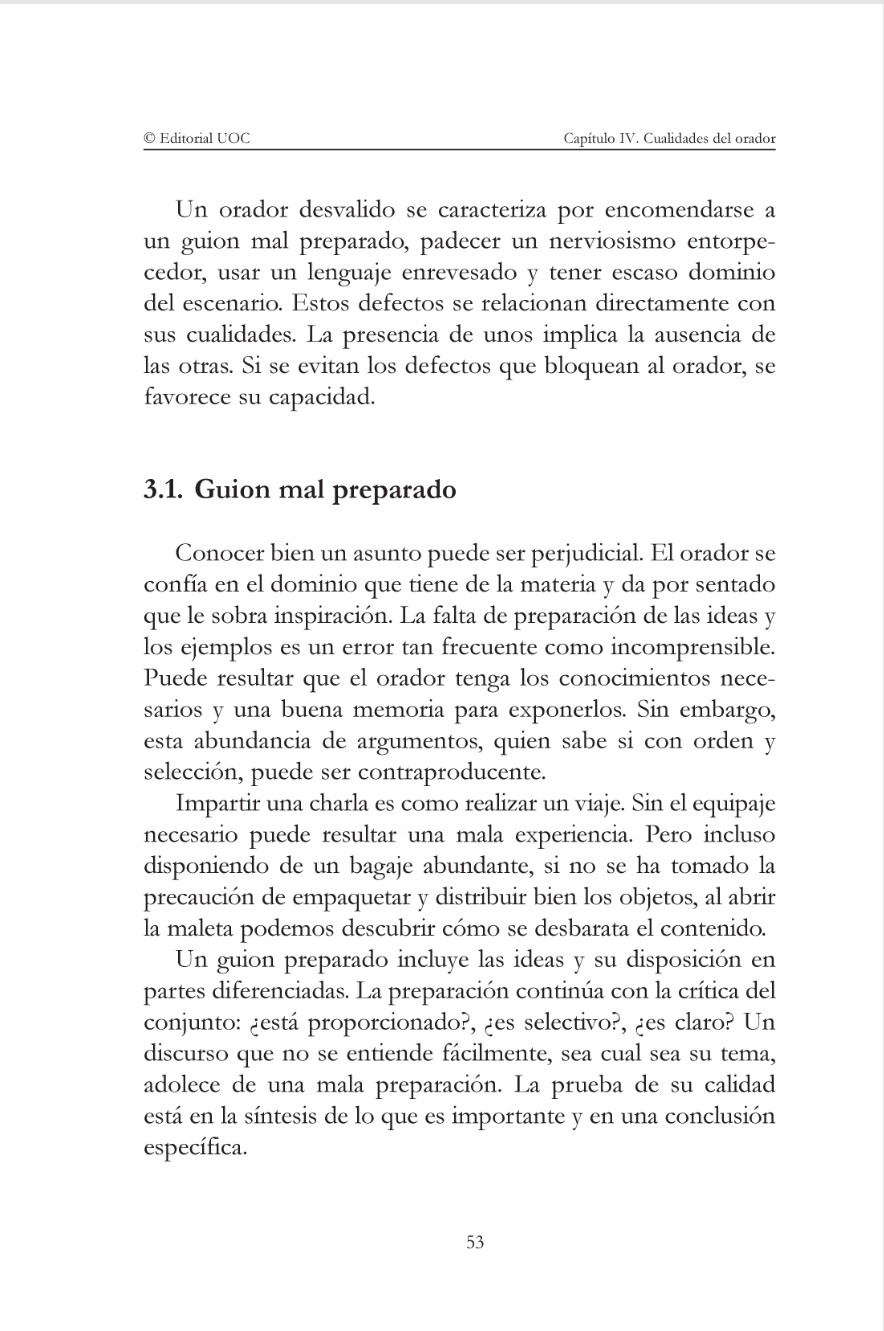 © Editorial UOC
Capítulo IV. Cualidades del orador
Un orador desvalido se caracteriza por encomendarse a
un guion mal preparado, padecer un nerviosismo entorpe-
cedor, usar un lenguaje enrevesado y tener escaso dominio
del escenario. Estos defectos se relacionan directamente con
sus cualidades. La presencia de unos implica la ausencia de
las otras. Si se evitan los defectos que bloquean al orador, se
favorece su capacidad.
3.1. Guion mal preparado
Conocer bien un asunto puede ser perjudicial. El orador se
confía en el dominio que tiene de la materia y da por sentado
que le sobra inspiración. La falta de preparación de las ideas y
los ejemplos es un error tan frecuente como incomprensible.
Puede resultar que el orador tenga los conocimientos nece-
sarios y una buena memoria para exponerlos. Sin embargo,
esta abundancia de argumentos, quien sabe si con orden y
selección, puede ser contraproducente.
Impartir una charla es como realizar un viaje. Sin el equipaje
necesario puede resultar una mala experiencia. Pero incluso
disponiendo de un bagaje abundante, si no se ha tomado la
precaución de empaquetar y distribuir bien los objetos, al abrir
la maleta podemos descubrir cómo se desbarata el contenido.
Un guion preparado incluye las ideas y su disposición en
partes diferenciadas. La preparación continúa con la crítica del
conjunto: ¿está proporcionado?, ¿es selectivo?, ¿es claro? Un
discurso que no se entiende fácilmente, sea cual sea su tema,
adolece de una mala preparación. La prueba de su calidad
está en la síntesis de lo que es importante y en una conclusión
específica.
53